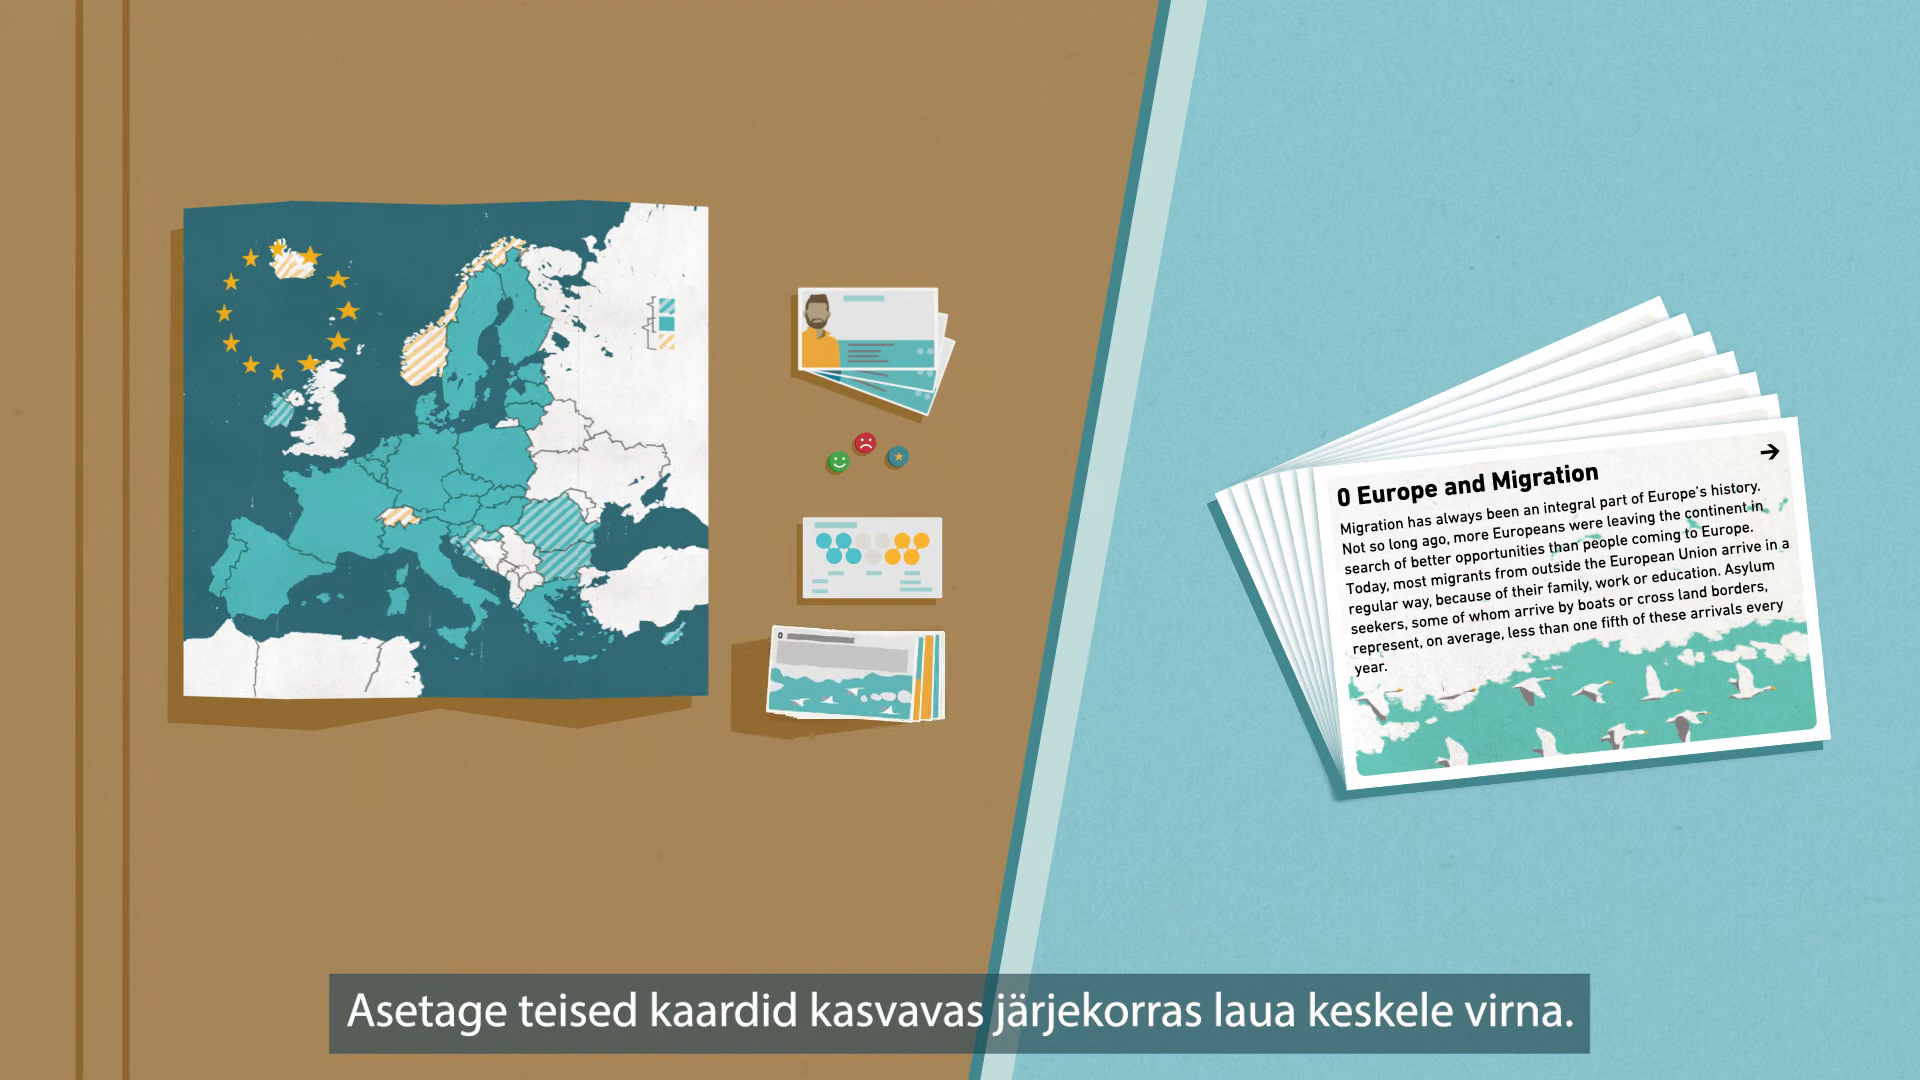 0
0 Europe and Migration
Migration has always been an integral part of Europe's history.
Not so long ago, more Europeans were leaving the continent in
search of better opportunities than people coming to Europe.
Today, most migrants from outside the European Union arrive in a
regular way, because of their family, work or education. Asylum
seekers, some of whom arrive by boats or cross land borders,
represent, on average, less than one fifth of these arrivals every
year.
Asetage teised kaardid kasvavas järjekorras laua keskele virna.